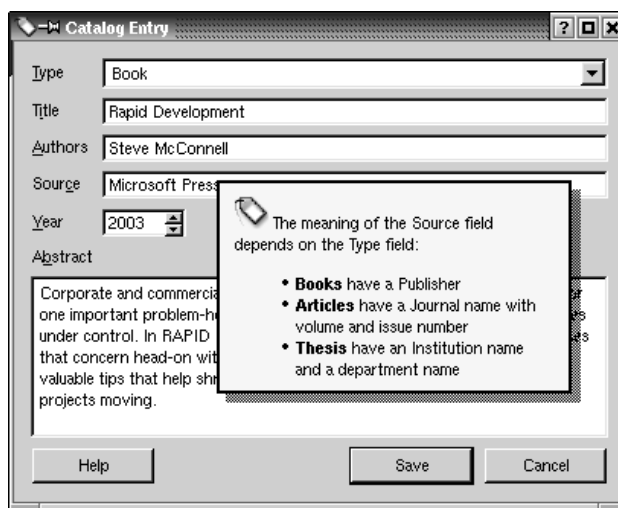 Catalog Entry
Type Book
Title Rapid Development
Authors Steve McConnell
Source Microsoft Press
The meaning of the Source field
depends on the Type field:
• Books have a Publisher
• Articles have a Journal name with
volume and issue number
• Thesis have an Institution name
and a department name
Year 2003
Abstract
Corporate and commercia
one important problem-h
under control. In RAPID
that concern head-on wit
valuable tips that help shr
projects moving.
Help Save Cancel